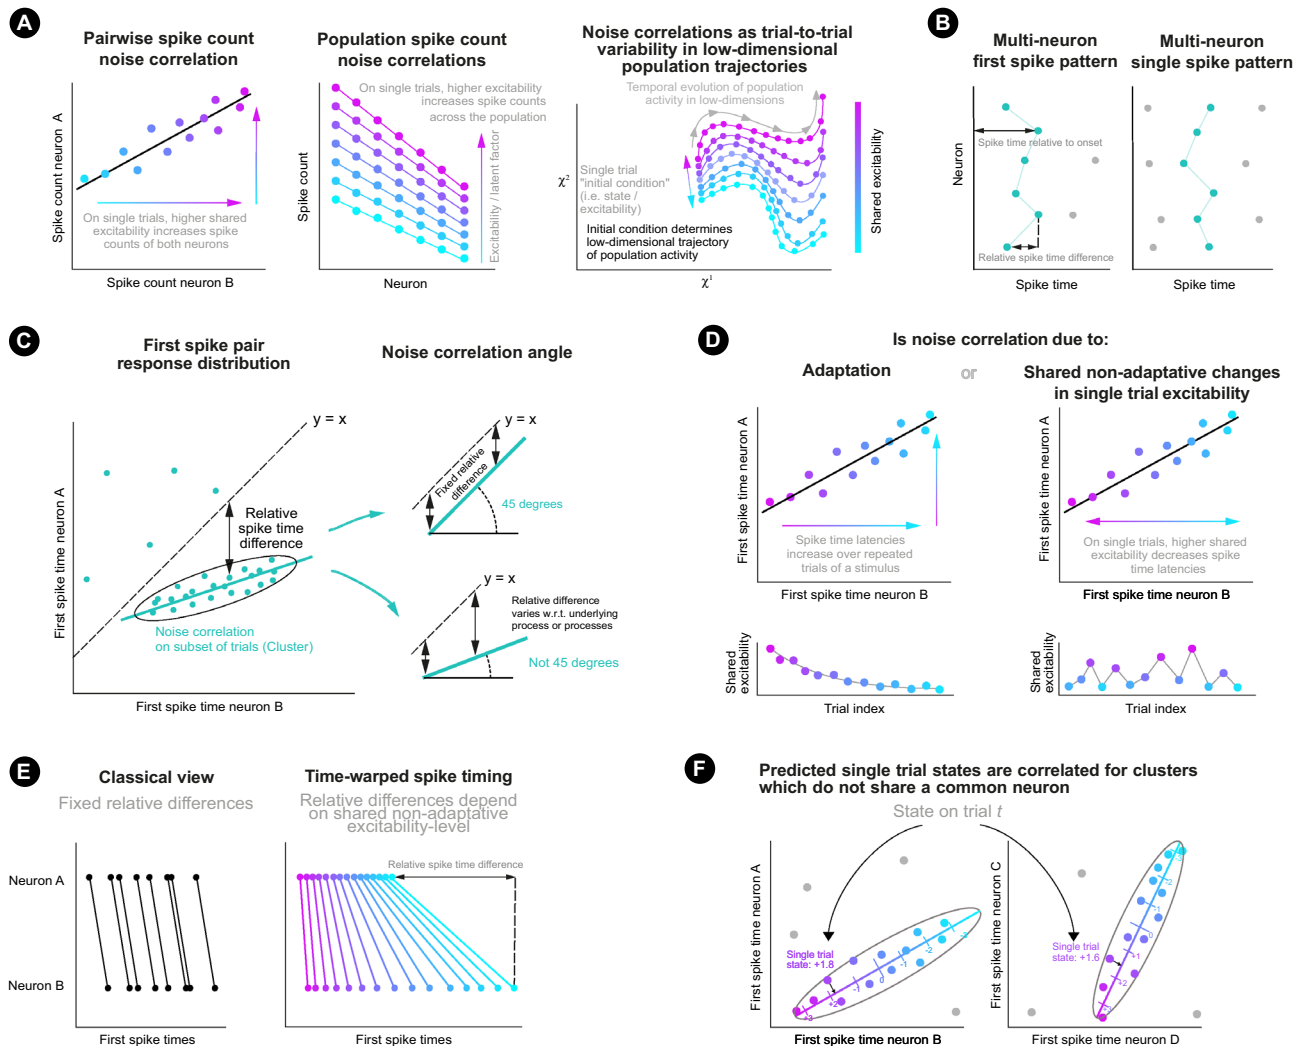 A
Pairwise spike count
noise correlation
Spike count neuron A
On single trials, higher shared
excitability increases spike
counts of both neurons
Spike count neuron B
Population spike count
noise correlations
On single trials, higher excitability
increases spike counts
across the population
Spike count
Excitability / latent factor
Neuron
Noise correlations as trial-to-trial
variability in low-dimensional
population trajectories
Temporal evolution of population
activity in low-dimensions
χ2
Single trial
"initial condition"
(i.e. state /
excitability)
Initial condition determines
low-dimensional trajectory
of population activity
χ1
Shared excitability
B
Multi-neuron
first spike pattern
Neuron
Spike time relative to onset
Relative spike time difference
Spike time
Multi-neuron
single spike pattern
Spike time
C
First spike pair
response distribution
y = x
First spike time neuron A
Relative
spike time
difference
Noise correlation
on subset of trials (Cluster)
First spike time neuron B
Noise correlation angle
y = x
Fixed relative
difference
45 degrees
y = x
Relative difference
varies w.r.t. underlying
process or processes
Not 45 degrees
D
Is noise correlation due to:
Adaptation
or
Shared non-adaptative changes
in single trial excitability
First spike time neuron A
Spike time latencies
increase over repeated
trials of a stimulus
First spike time neuron B
First spike time neuron A
On single trials, higher shared
excitability decreases spike
time latencies
First spike time neuron B
Shared
excitability
Trial index
Shared
excitability
Trial index
E
Classical view
Fixed relative differences
Neuron A
Neuron B
First spike times
Time-warped spike timing
Relative differences depend
on shared non-adaptative
excitability-level
Relative spike time difference
First spike times
F
Predicted single trial states are correlated for clusters
which do not share a common neuron
State on trial t
First spike time neuron A
Single trial
state: +1.8
+3
+2
-1
0
-1
-2
-3
First spike time neuron B
First spike time neuron C
Single trial
state: +1.6
-3
-2
-1
0
+1
+2
First spike time neuron D